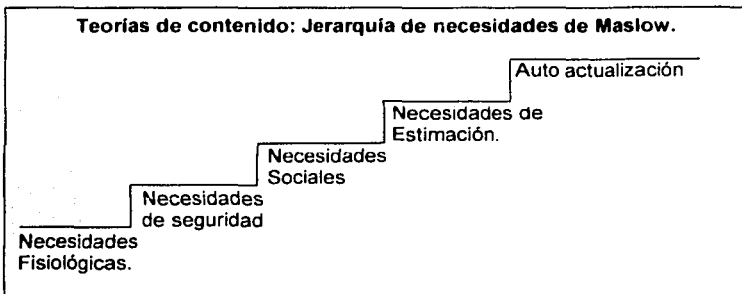 Teorías de contenido: Jerarquía de necesidades de Maslow.
Auto actualización
Necesidades de
Estimación.
Necesidades
Sociales
Necesidades
de seguridad
Necesidades
Fisiológicas.